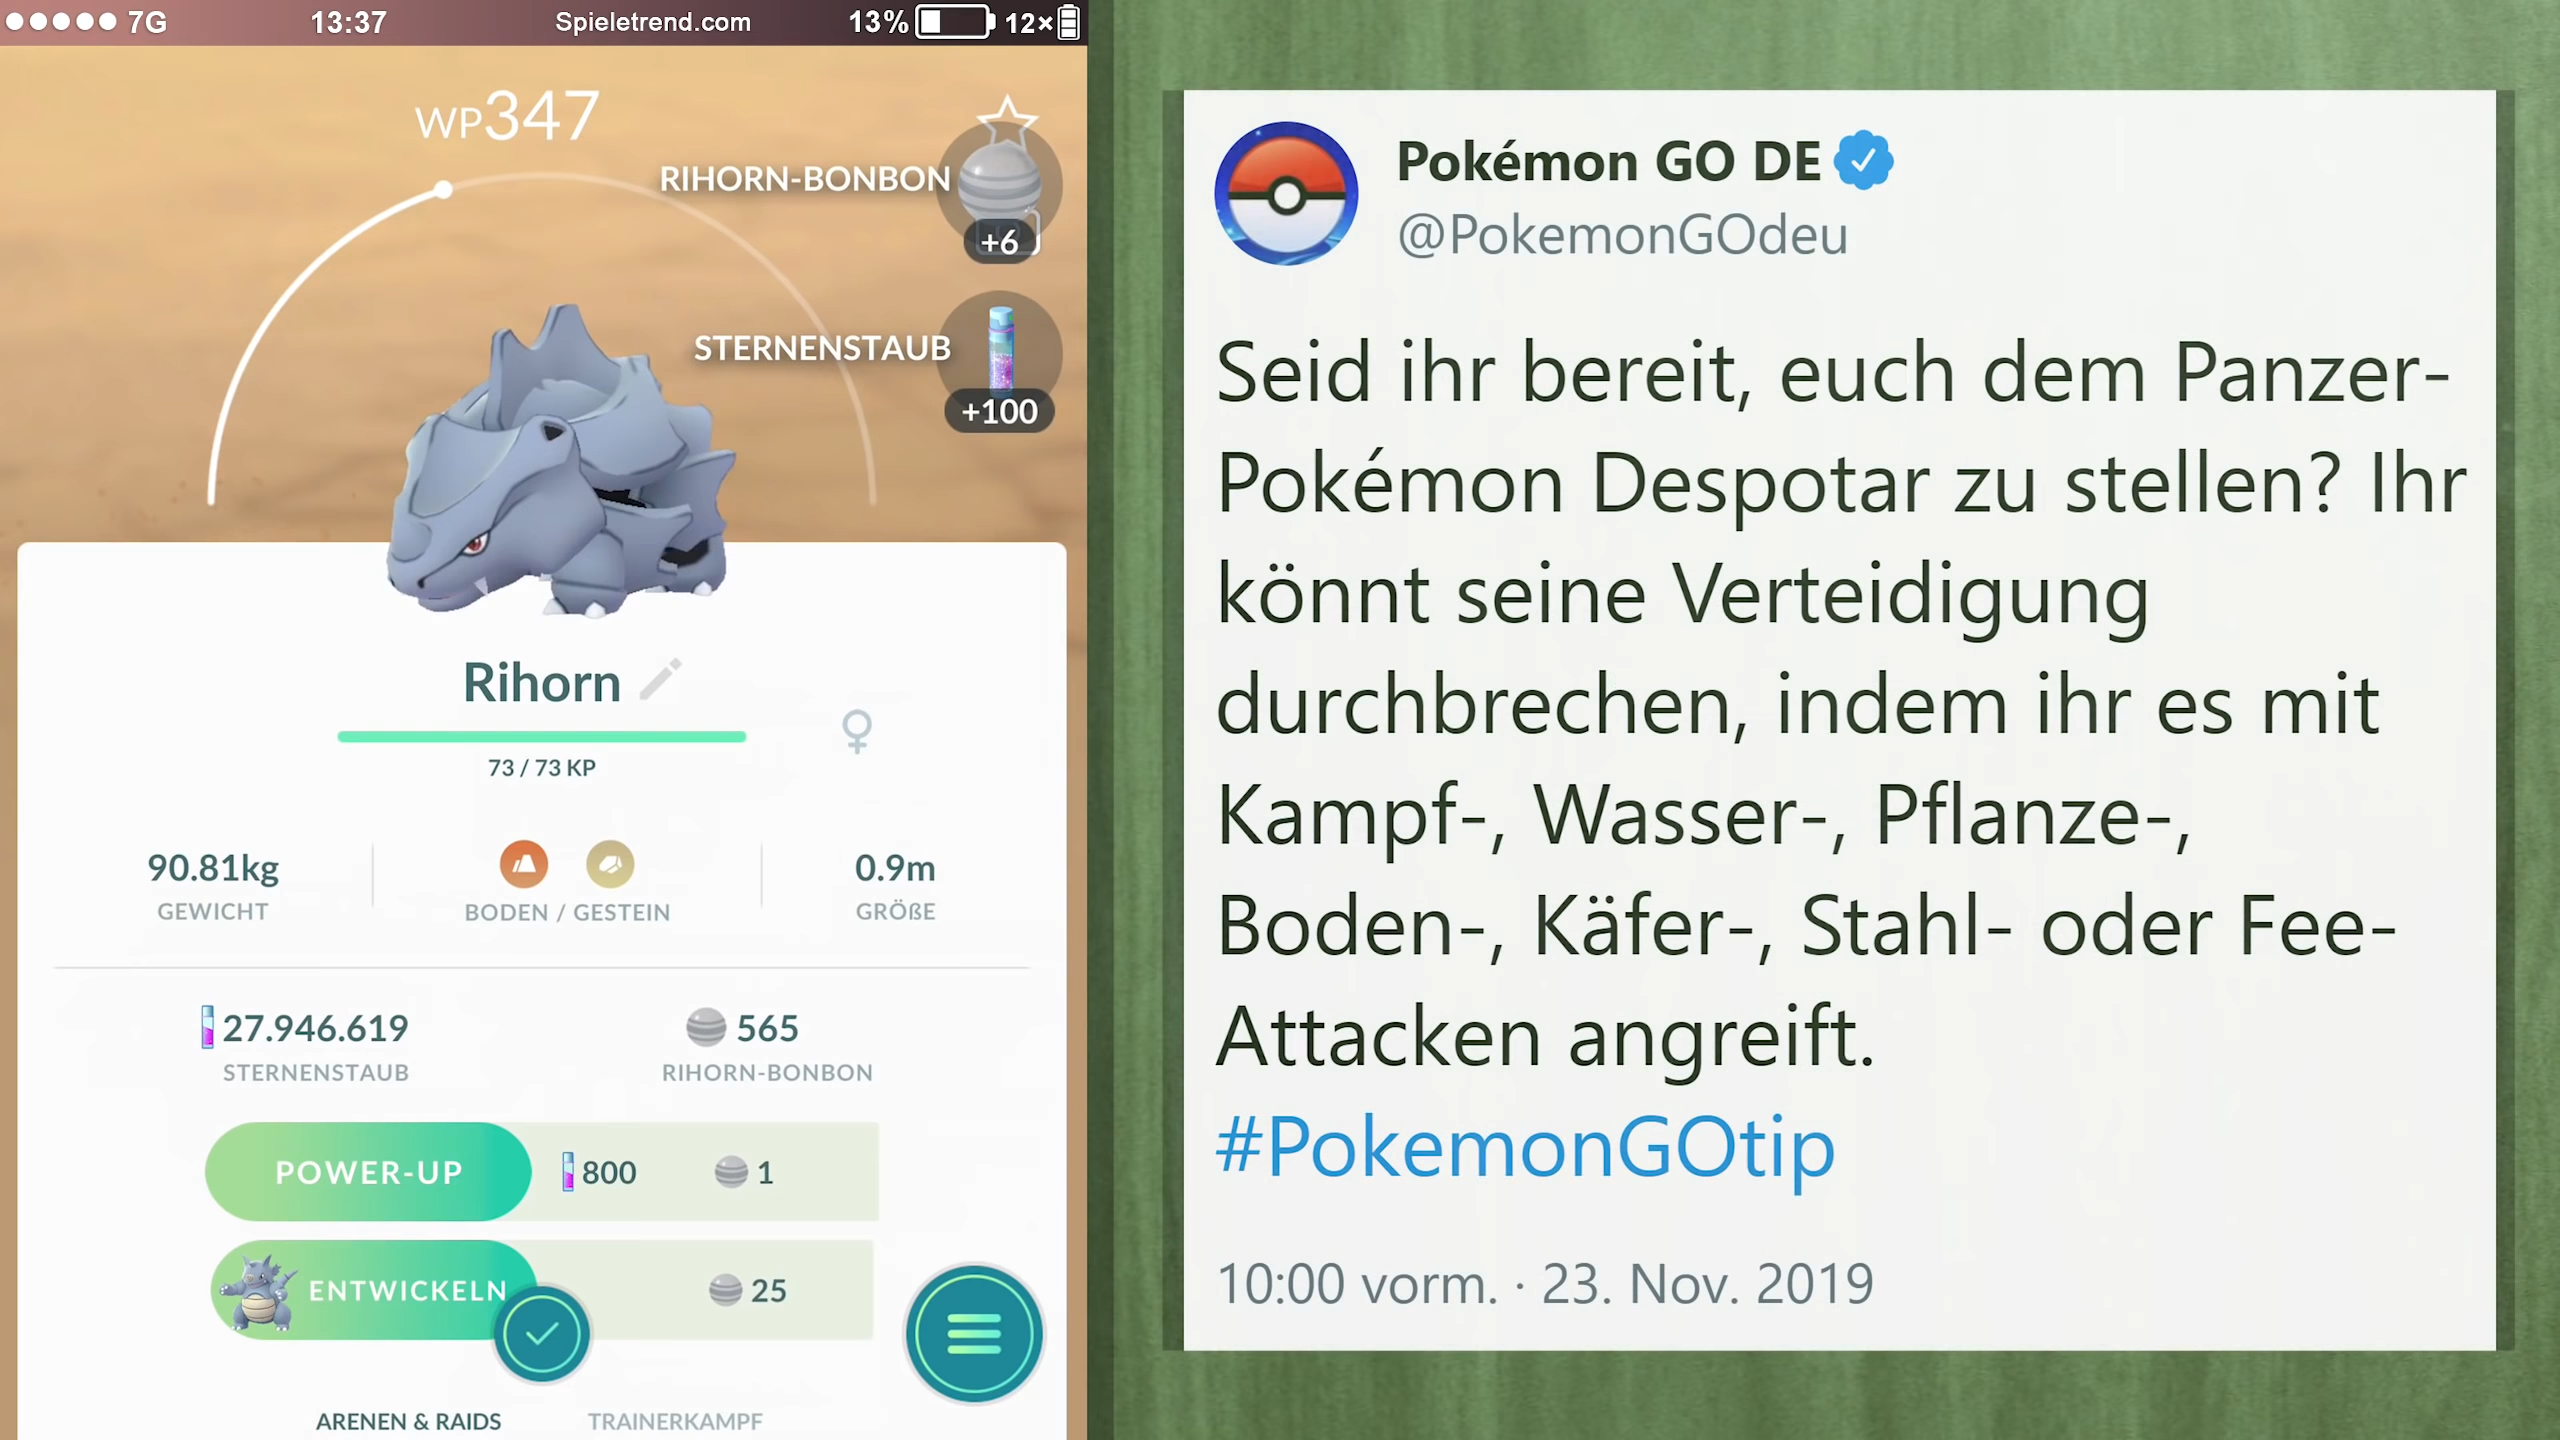 7G 13:37 Spieletrend.com 13% 12×
WP347
RIHORN-BONBON
+6
STERNENSTAUB
+100
Rihorn
73 / 73 KP
90.81kg
GEWICHT
BODEN / GESTEIN
0.9m
GRÖßE
27.946.619
STERNENSTAUB
565
RIHORN-BONBON
POWER-UP 800 1
ENTWICKELN 25
ARENEN & RAIDS TRAINERKAMPF
Pokémon GO DE
@PokemonGOdeu
Seid ihr bereit, euch dem Panzer-
Pokémon Despotar zu stellen? Ihr
könnt seine Verteidigung
durchbrechen, indem ihr es mit
Kampf-, Wasser-, Pflanze-,
Boden-, Käfer-, Stahl- oder Fee-
Attacken angreift.
#PokemonGOtip
10:00 vorm. · 23. Nov. 2019